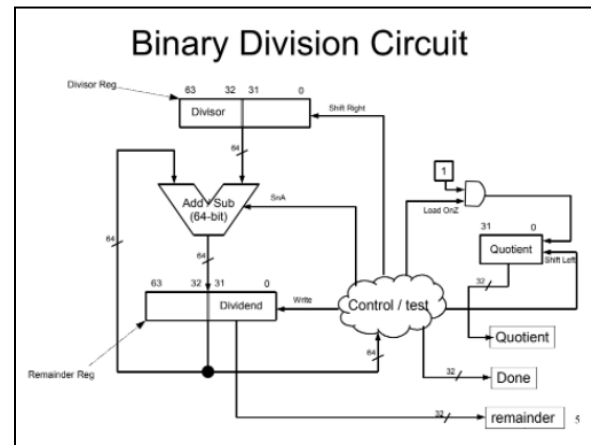 Binary Division Circuit
Divisor Reg
63 32 31 0
Divisor
Shift Right
64
1
Add / Sub
(64-bit)
SnA
Load OnZ
31 0
Quotient
Shift Left
64
64
32
63 32 31 0
Dividend
Write
Control / test
Quotient
64
Remainder Reg
32
Done
32
remainder
5